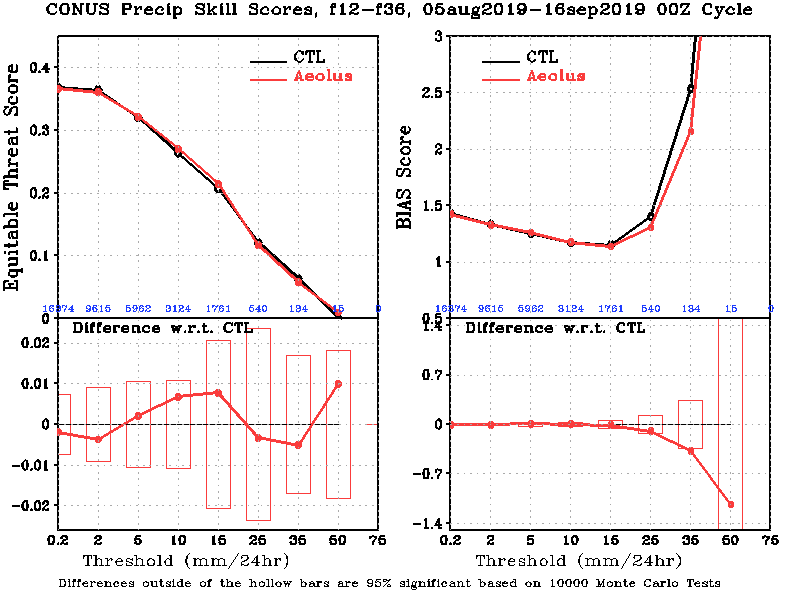 CONUS Precip Skill Scores, f12-f36, 05aug2019-16sep2019 00Z Cycle
Equitable Threat Score
0.4
0.3
0.2
0.1
0
CTL
Aeolus
9615 5962 3124 1761 540 184 15 0
Difference w.r.t. CTL
0.02
0.01
0
-0.01
-0.02
0.2 2 5 10 15 25 35 50 75
Threshold (mm/24hr)
BIAS Score
3
2.5
2
1.5
1
0.5
CTL
Aeolus
9615 5962 3124 1761 540 184 15
Difference w.r.t. CTL
1.4
0.7
0
-0.7
-1.4
0.2 2 5 10 15 25 35 50 75
Threshold (mm/24hr)
Differences outside of the hollow bars are 95% significant based on 10000 Monte Carlo Tests